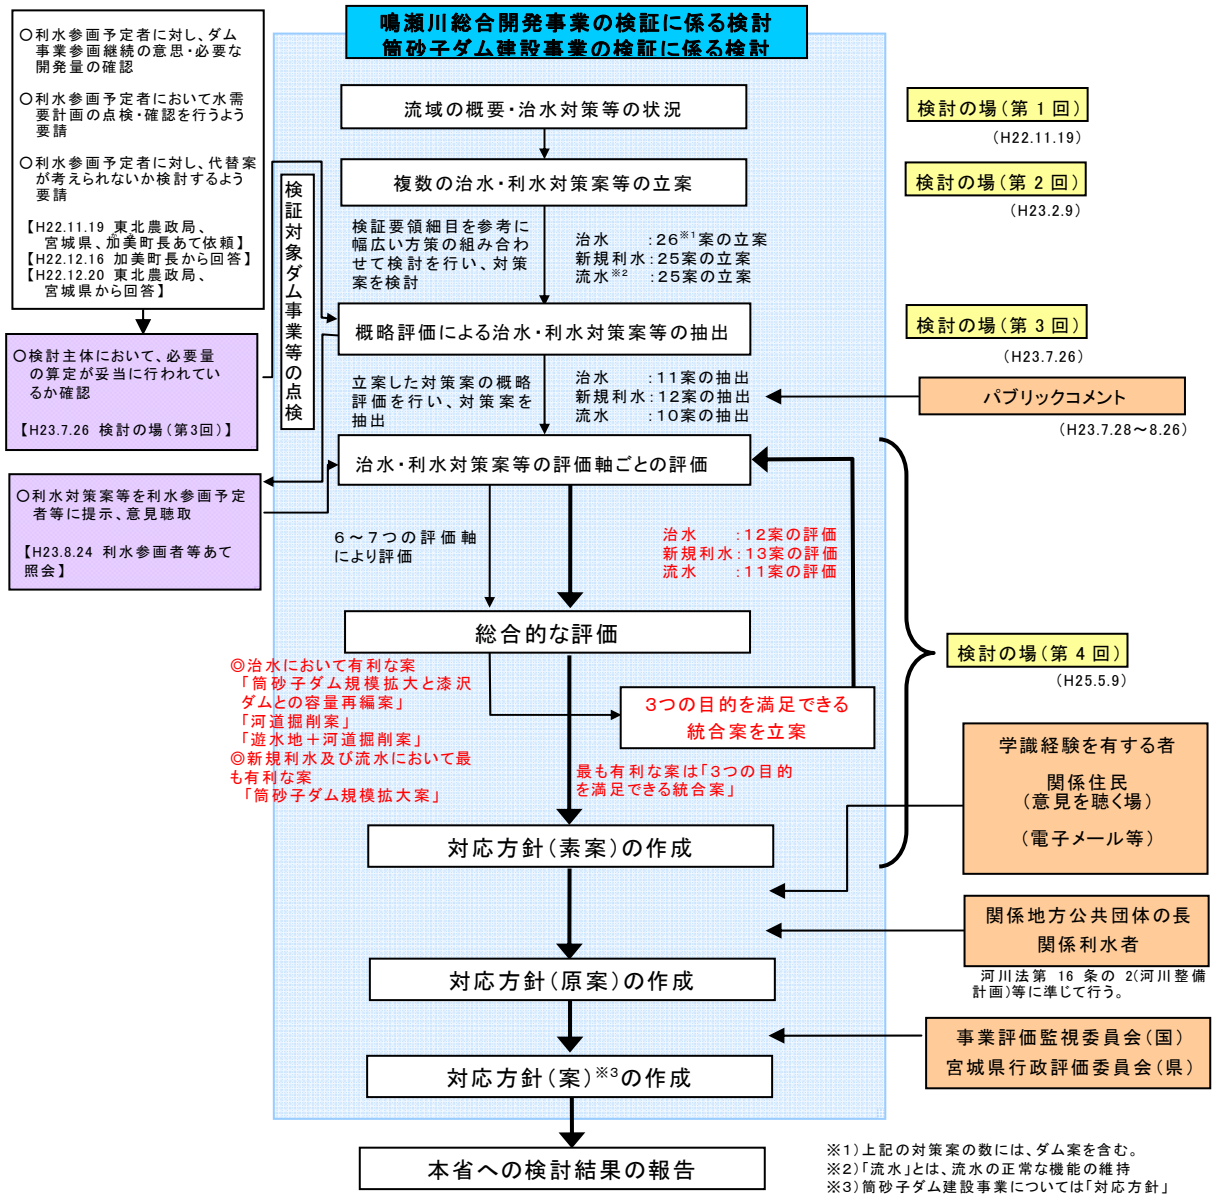 鳴瀬川総合開発事業の検証に係る検討
筒砂子ダム建設事業の検証に係る検討
○利水参画予定者に対し、ダム
事業参画継続の意思・必要な
開発量の確認
○利水参画予定者において水需
要計画の点検・確認を行うよう
要請
○利水参画予定者に対し、代替案
が考えられないか検討するよう
要請
【H22.11.19 東北農政局、
宮城県、加美町長あて依頼】
【H22.12.16 加美町長から回答】
【H22.12.20 東北農政局、
宮城県から回答】
○検討主体において、必要量
の算定が妥当に行われてい
るか確認
【H23.7.26 検討の場(第3回)】
○利水対策案等を利水参画予定
者等に提示、意見聴取
【H23.8.24 利水参画者等あて
照会】
検証対象ダム事業等の点検
流域の概要・治水対策等の状況
複数の治水・利水対策案等の立案
検証要領細目を参考に
幅広い方策の組み合わ
せて検討を行い、対策
案を検討
治水　:26※1案の立案
新規利水:25案の立案
流水※2　:25案の立案
概略評価による治水・利水対策案等の抽出
立案した対策案の概略
評価を行い、対策案を
抽出
治水　:11案の抽出
新規利水:12案の抽出
流水　:10案の抽出
治水・利水対策案等の評価軸ごとの評価
6～7つの評価軸
により評価
治水　:12案の評価
新規利水:13案の評価
流水　:11案の評価
総合的な評価
◎治水において有利な案
「筒砂子ダム規模拡大と漆沢
ダムとの容量再編案」
「河道掘削案」
「遊水地＋河道掘削案」
◎新規利水及び流水において最
も有利な案
「筒砂子ダム規模拡大案」
3つの目的を満足できる
統合案を立案
最も有利な案は「3つの目的
を満足できる統合案」
対応方針(素案)の作成
対応方針(原案)の作成
対応方針(案)※3の作成
本省への検討結果の報告
検討の場(第1回)
(H22.11.19)
検討の場(第2回)
(H23.2.9)
検討の場(第3回)
(H23.7.26)
パブリックコメント
(H23.7.28～8.26)
検討の場(第4回)
(H25.5.9)
学識経験を有する者
関係住民
(意見を聴く場)
(電子メール等)
関係地方公共団体の長
関係利水者
河川法第 16 条の 2(河川整備
計画)等に準じて行う。
事業評価監視委員会(国)
宮城県行政評価委員会(県)
※1)上記の対策案の数には、ダム案を含む。
※2)「流水」とは、流水の正常な機能の維持
※3)筒砂子ダム建設事業については「対応方針」